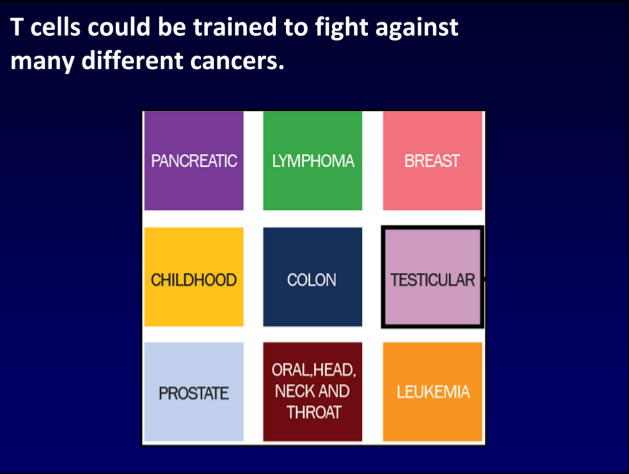 T cells could be trained to fight against
many different cancers.
PANCREATIC
LYMPHOMA
BREAST
CHILDHOOD
COLON
TESTICULAR
PROSTATE
ORAL,HEAD,
NECK AND
THROAT
LEUKEMIA